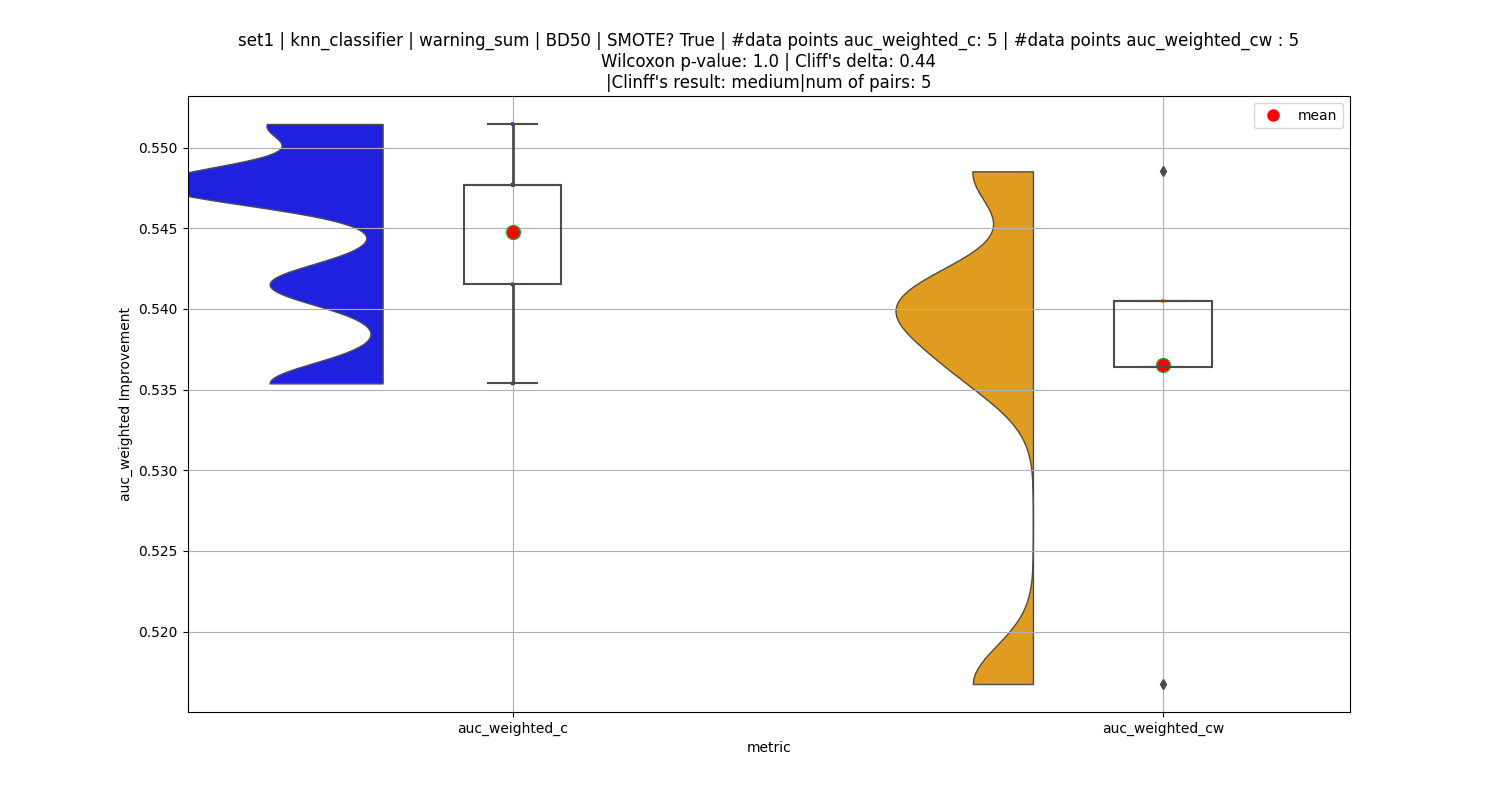 set1 | knn_classifier | warning_sum | BD50 | SMOTE? True | #data points auc_weighted_c: 5 | #data points auc_weighted_cw : 5
Wilcoxon p-value: 1.0 | Cliff's delta: 0.44
|Clinff's result: medium|num of pairs: 5
mean
0.550
0.545
0.540
0.535
0.530
0.525
0.520
auc_weighted Improvement
auc_weighted_c
auc_weighted_cw
metric